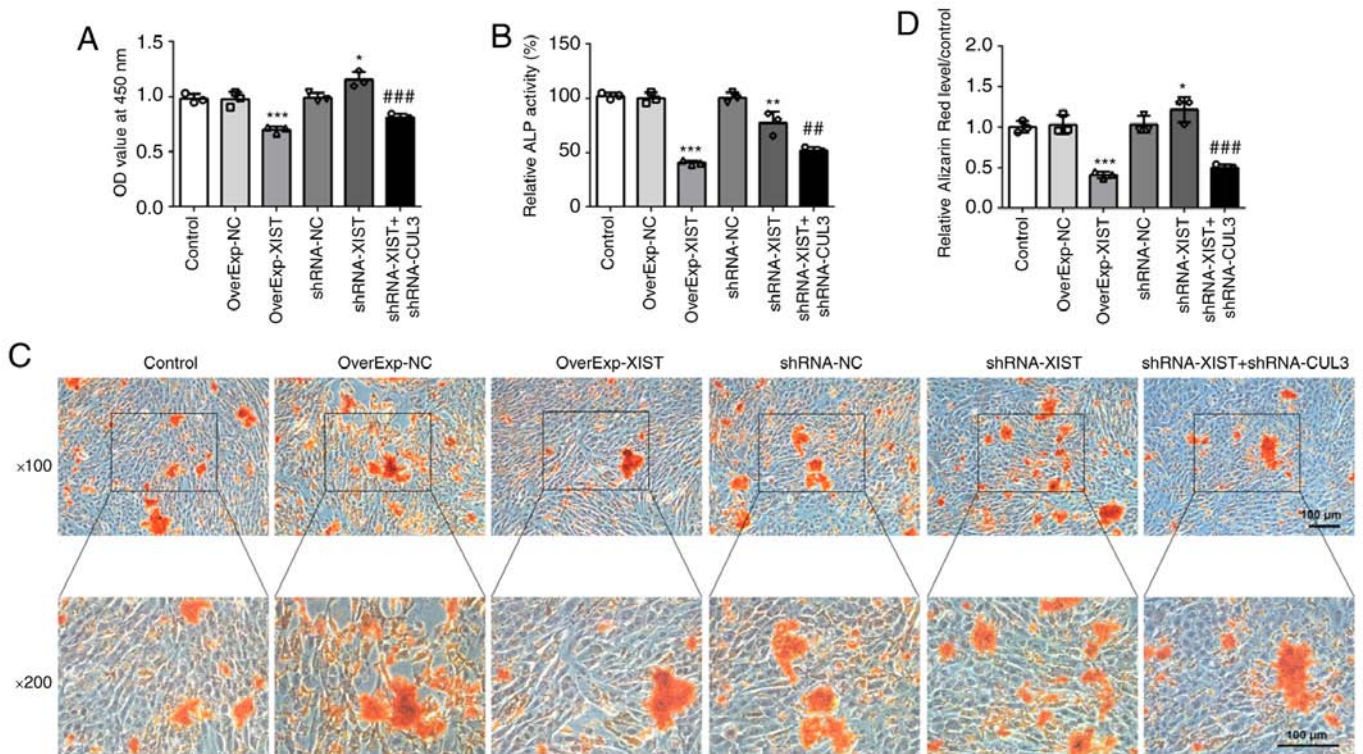 A
OD value at 450 nm
1.5
1.0
0.5
0.0
*
***
###
Control
OverExp-NC
OverExp-XIST
shRNA-NC
shRNA-XIST
shRNA-XIST+
shRNA-CUL3
B
Relative ALP activity (%)
150
100
50
0
***
**
##
Control
OverExp-NC
OverExp-XIST
shRNA-NC
shRNA-XIST
shRNA-XIST+
shRNA-CUL3
D
Relative Alizarin Red level/control
2.0
1.5
1.0
0.5
0.0
***
*
###
Control
OverExp-NC
OverExp-XIST
shRNA-NC
shRNA-XIST
shRNA-XIST+
shRNA-CUL3
C
Control
OverExp-NC
OverExp-XIST
shRNA-NC
shRNA-XIST
shRNA-XIST+shRNA-CUL3
×100
100 µm
×200
100 µm